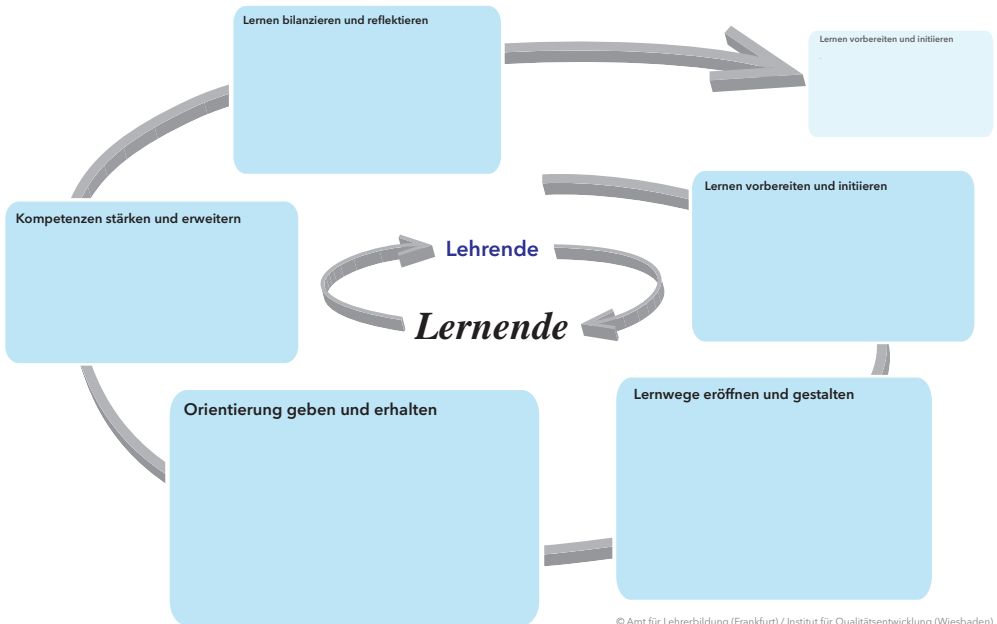 Lernen bilanzieren und reflektieren
Lernen vorbereiten und initiieren
Lernen vorbereiten und initiieren
Kompetenzen stärken und erweitern
Lehrende
Lernende
Orientierung geben und erhalten
Lernwege eröffnen und gestalten
© Amt für Lehrerbildung (Frankfurt) / Institut für Qualitätsentwicklung (Wiesbaden)